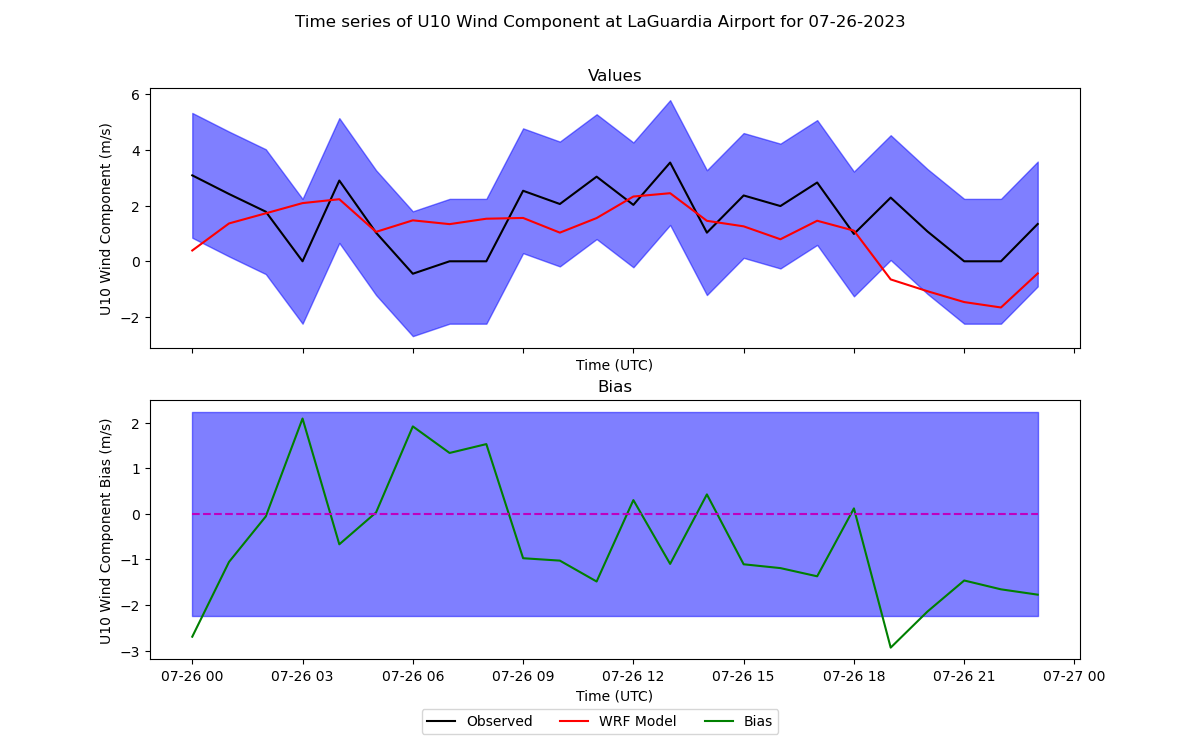 Time series of U10 Wind Component at LaGuardia Airport for 07-26-2023
Values
U10 Wind Component (m/s)
6
4
2
0
−2
Time (UTC)
Bias
U10 Wind Component Bias (m/s)
2
1
0
−1
−2
−3
07-26 00 07-26 03 07-26 06 07-26 09 07-26 12 07-26 15 07-26 18 07-26 21 07-27 00
Time (UTC)
Observed WRF Model Bias